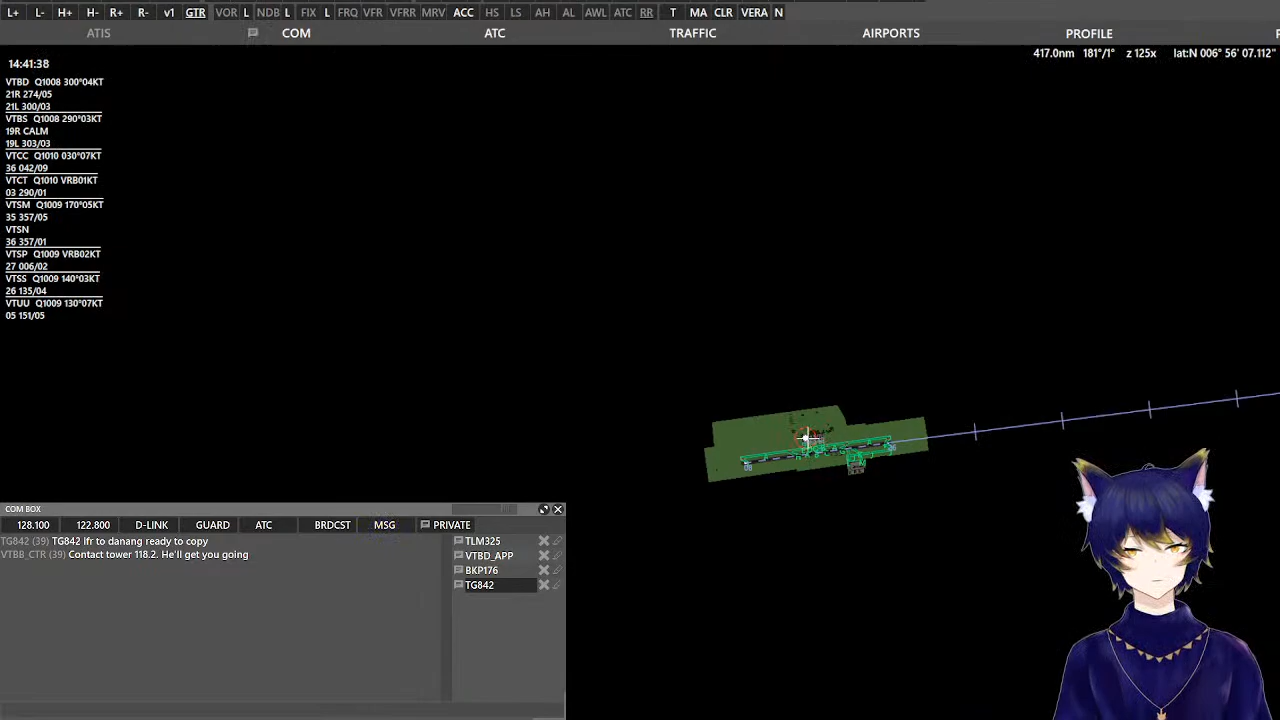 L+ L- H+ H- R+ R- v1 GTR VOR L NDB L FIX L FRQ VFR VFRR MRV ACC HS LS AH AL AWL ATC RR T MA CLR VERA N
ATIS COM ATC TRAFFIC AIRPORTS PROFILE
417.0nm 181°/1° z 125x lat:N 006° 56' 07.112"
14:41:38
VTBD Q1008 300°04KT
21R 274/05
21L 300/03
VTBS Q1008 290°03KT
19R CALM
19L 303/03
VTCC Q1010 030°07KT
36 042/09
VTCT Q1010 VRB01KT
03 290/01
VTSM Q1009 170°05KT
35 357/05
VTSN
36 357/01
VTSP Q1009 VRB02KT
27 006/02
VTSS Q1009 140°03KT
26 135/04
VTUU Q1009 130°07KT
05 151/05
COM BOX
128.100 122.800 D-LINK GUARD ATC BRDCST MSG PRIVATE
TG842 (39) TG842 Ifr to danang ready to copy
VTBB_CTR (39) Contact tower 118.2. He'll get you going
TLM325
VTBD_APP
BKP176
TG842